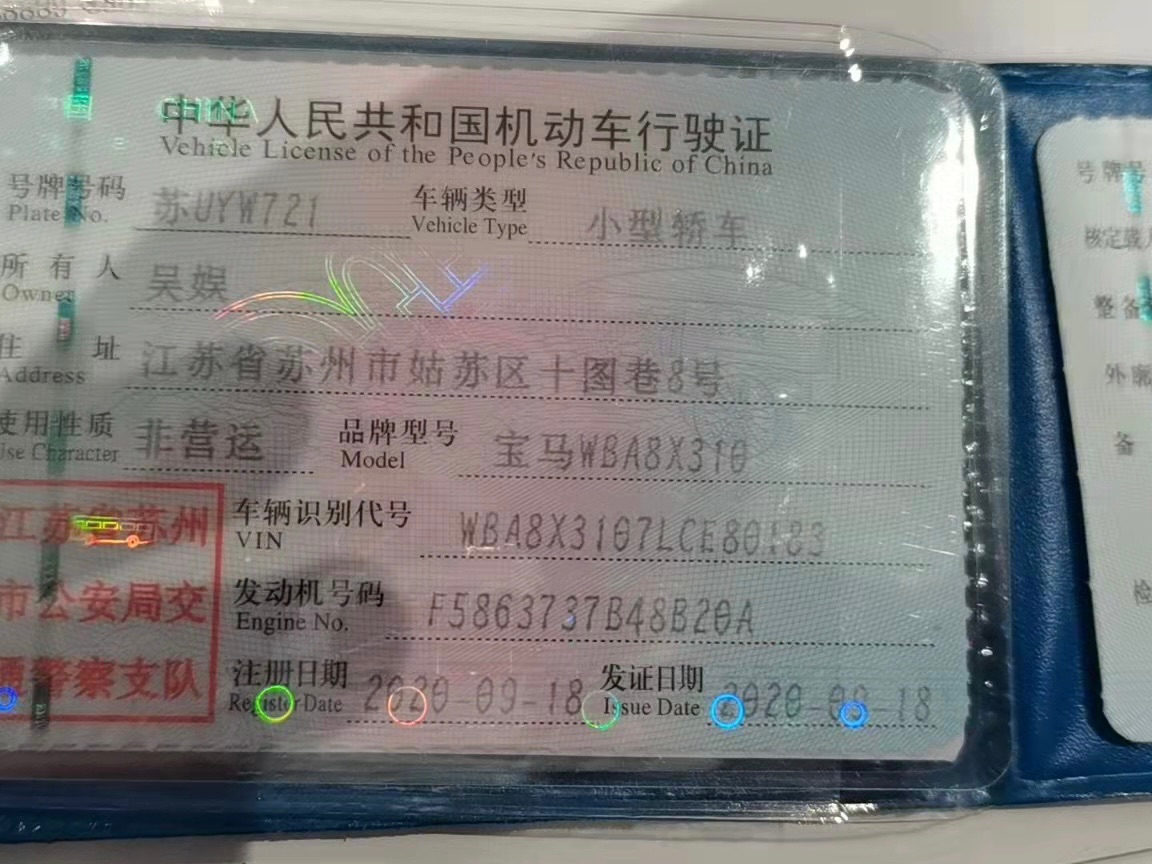 中华人民共和国机动车行驶证
Vehicle License of the People's Republic of China
号牌号码 苏UYW721 车辆类型 小型轿车
Plate No. Vehicle Type
所有人 吴娱
Owner
住址 江苏省苏州市姑苏区十图巷8号
Address
使用性质 非营运 品牌型号 宝马WBA8X310
Use Character Model
江苏省苏州
市公安局交
通警察支队
车辆识别代号 WBA8X3107LCE80183
VIN
发动机号码 F5863737B48B20A
Engine No.
注册日期 2020-09-18 发证日期 2020-09-18
Register Date Issue Date
号牌号
核定载人
整备
外廓
备
检